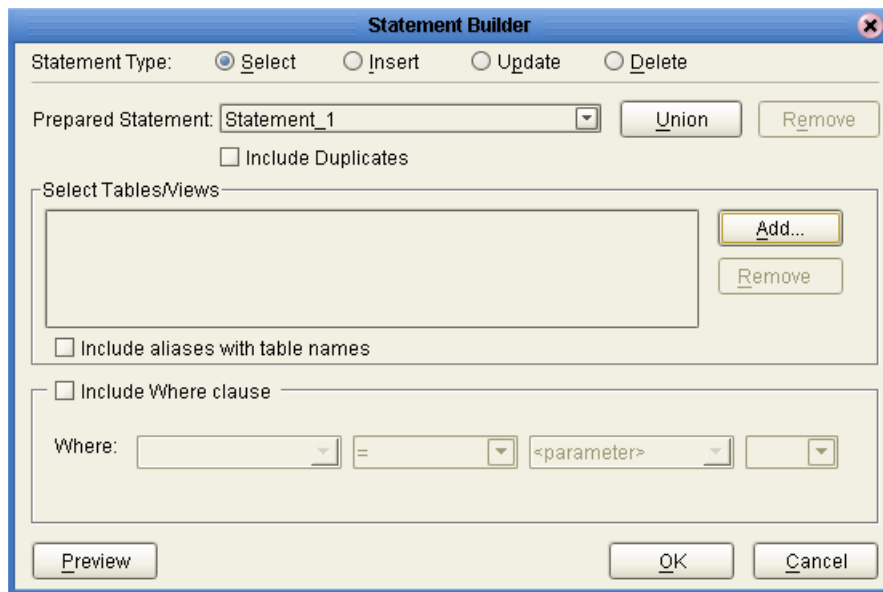 Statement Builder
Statement Type: Select Insert Update Delete
Prepared Statement: Statement_1 Union Remove
Include Duplicates
Select Tables/Views
Add...
Remove
Include aliases with table names
Include Where clause
Where: = <parameter>
Preview OK Cancel